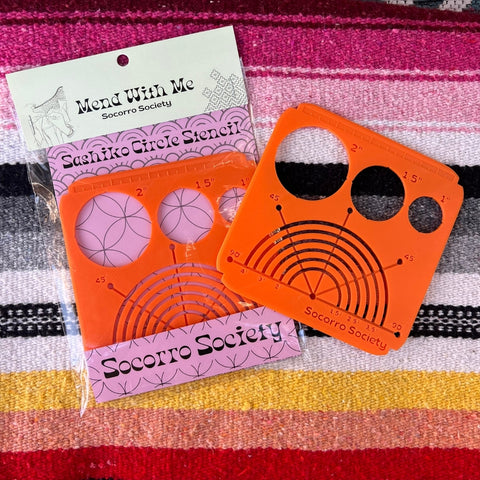 Mend With Me
Socorro Society
Sashiko Circle Stencil
2"
1.5"
1"
45
Socorro Society
2"
1.5"
1"
45
45
90
90
Socorro Society